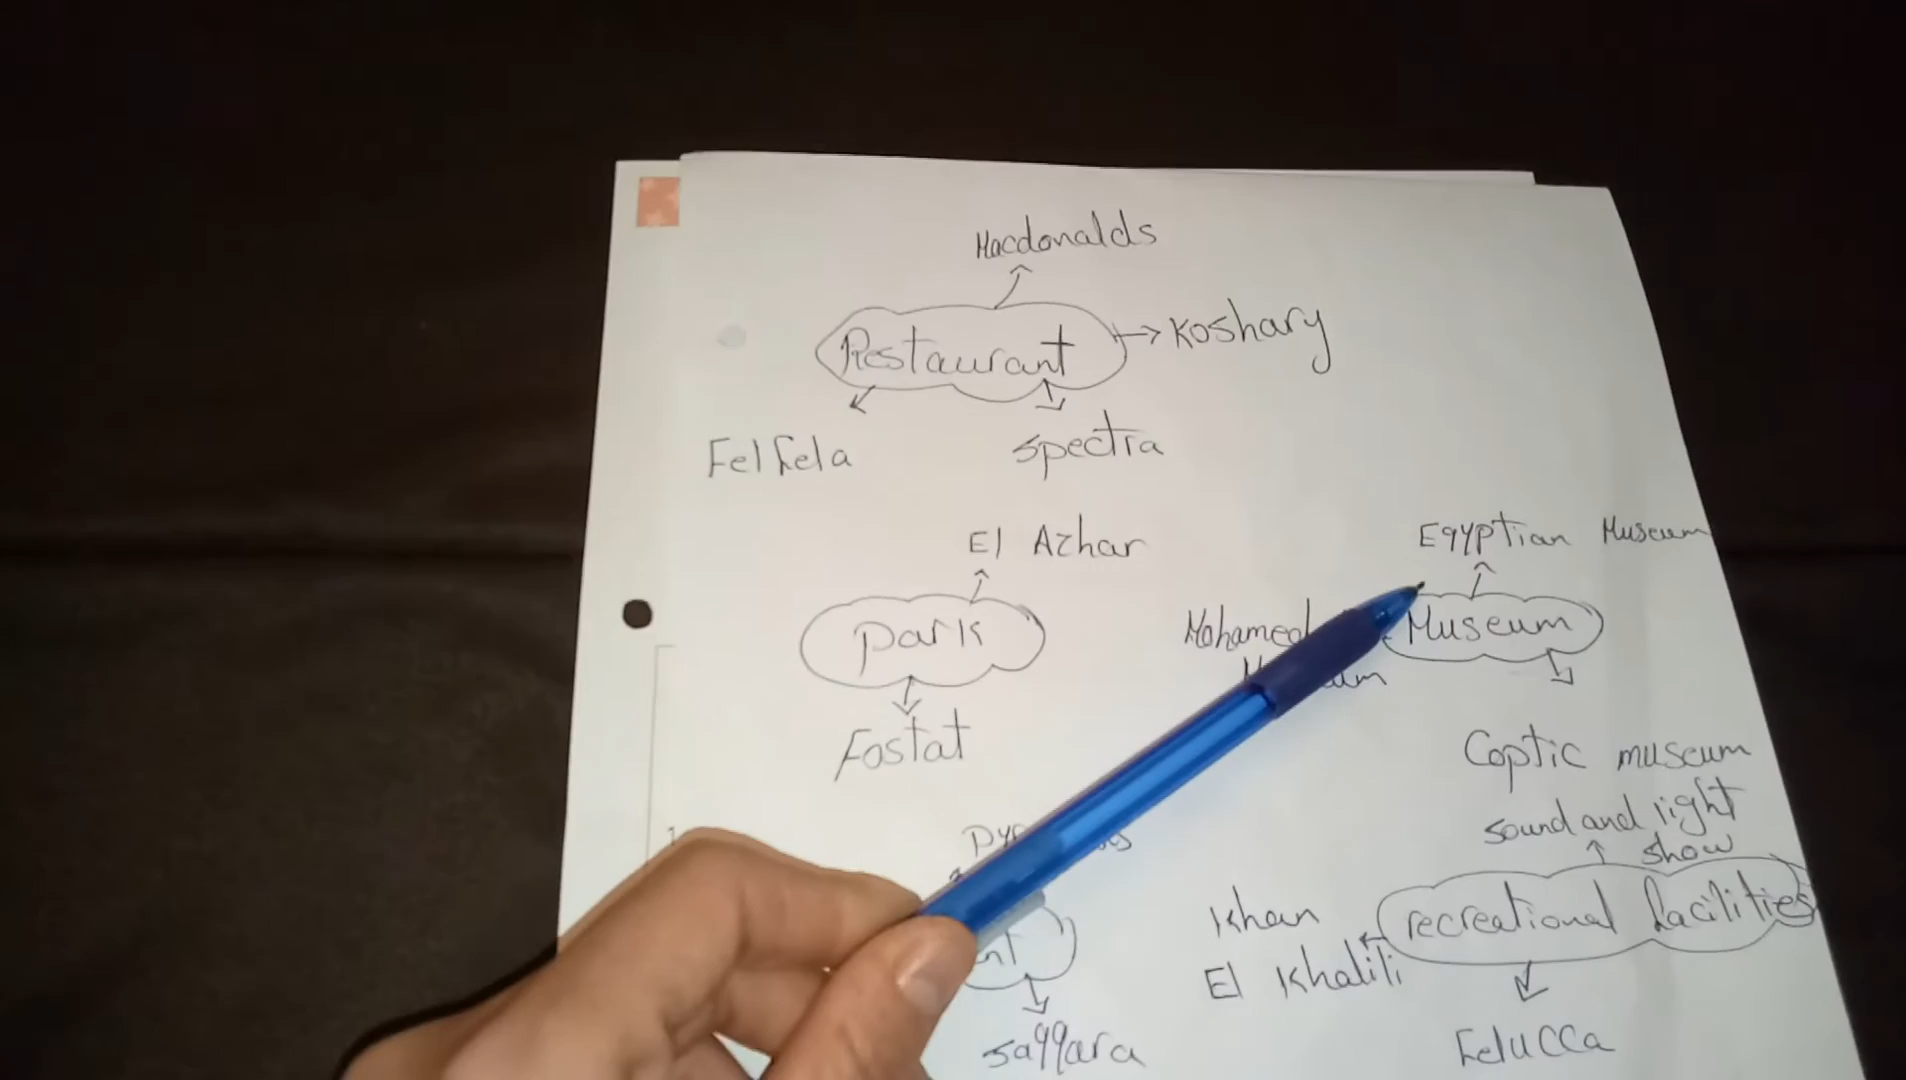 Macdonalds
Restaurant
Koshary
Felfela
spectra
El Azhar
park
Fostat
Egyptian Museum
Museum
Mohamed
Coptic museum
sound and light
show
recreational facilities
Khan
El Khalili
Felucca
saqqara